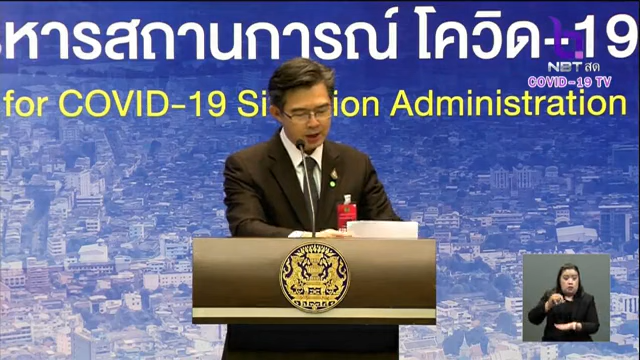 หารสถานการณ์ โควิด-19
for COVID-19 Si ion Administration
NBT สด
COVID-19 TV